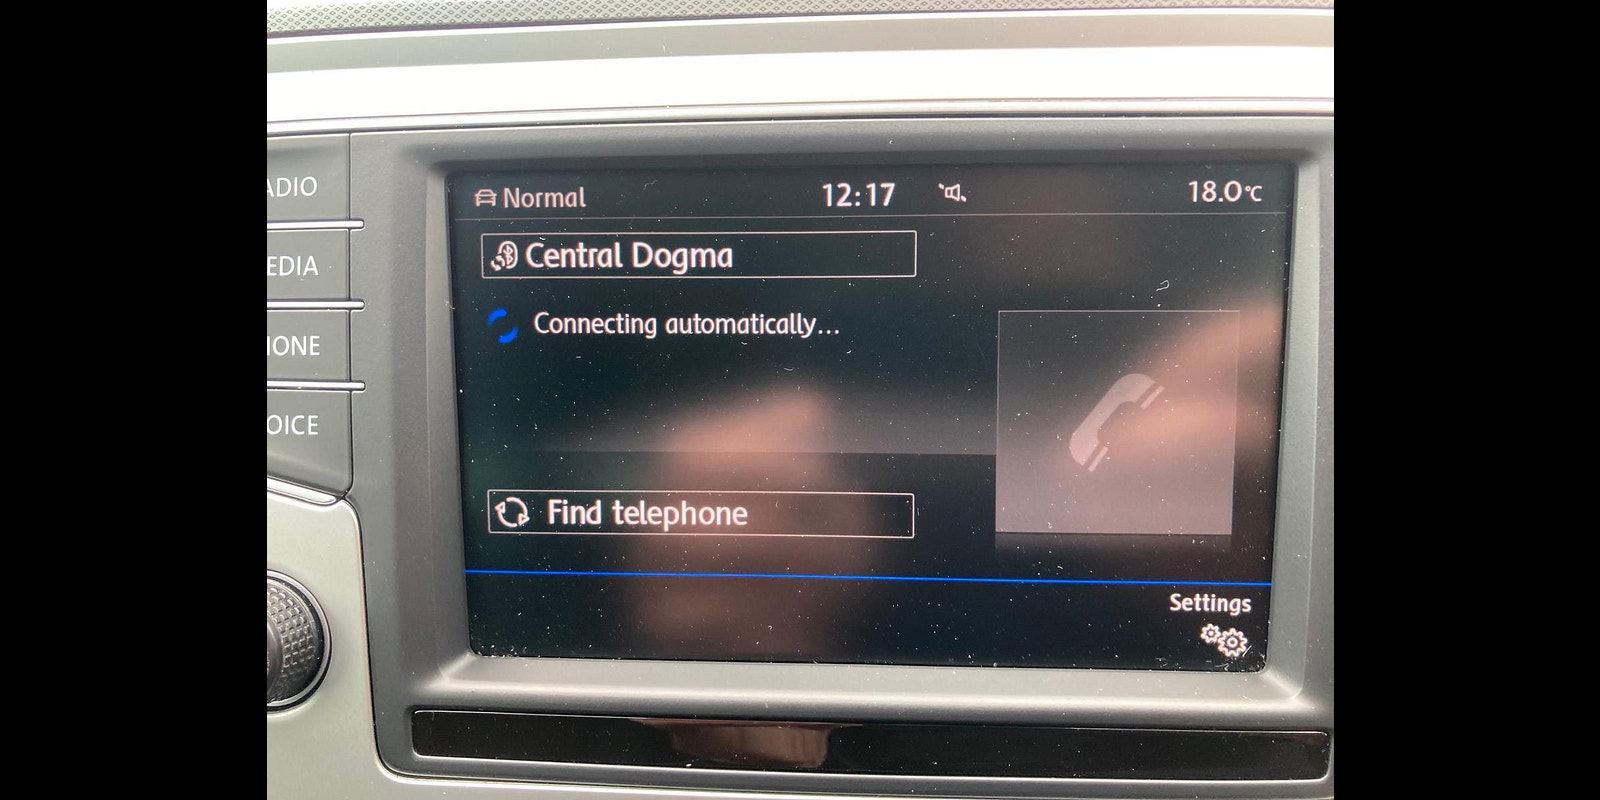 Normal 12:17 18.0°C
ADIO
Central Dogma
EDIA
Connecting automatically...
IONE
OICE
Find telephone
Settings